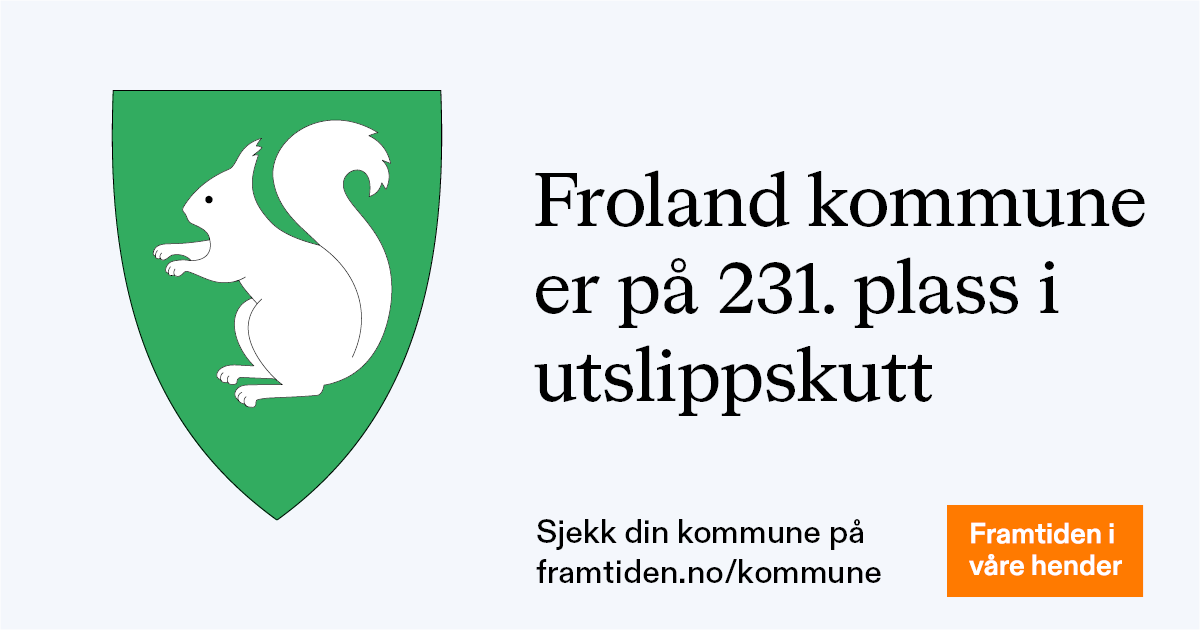 Froland kommune
er på 231. plass i
utslippskutt
Sjekk din kommune på
framtiden.no/kommune
Framtiden i
våre hender